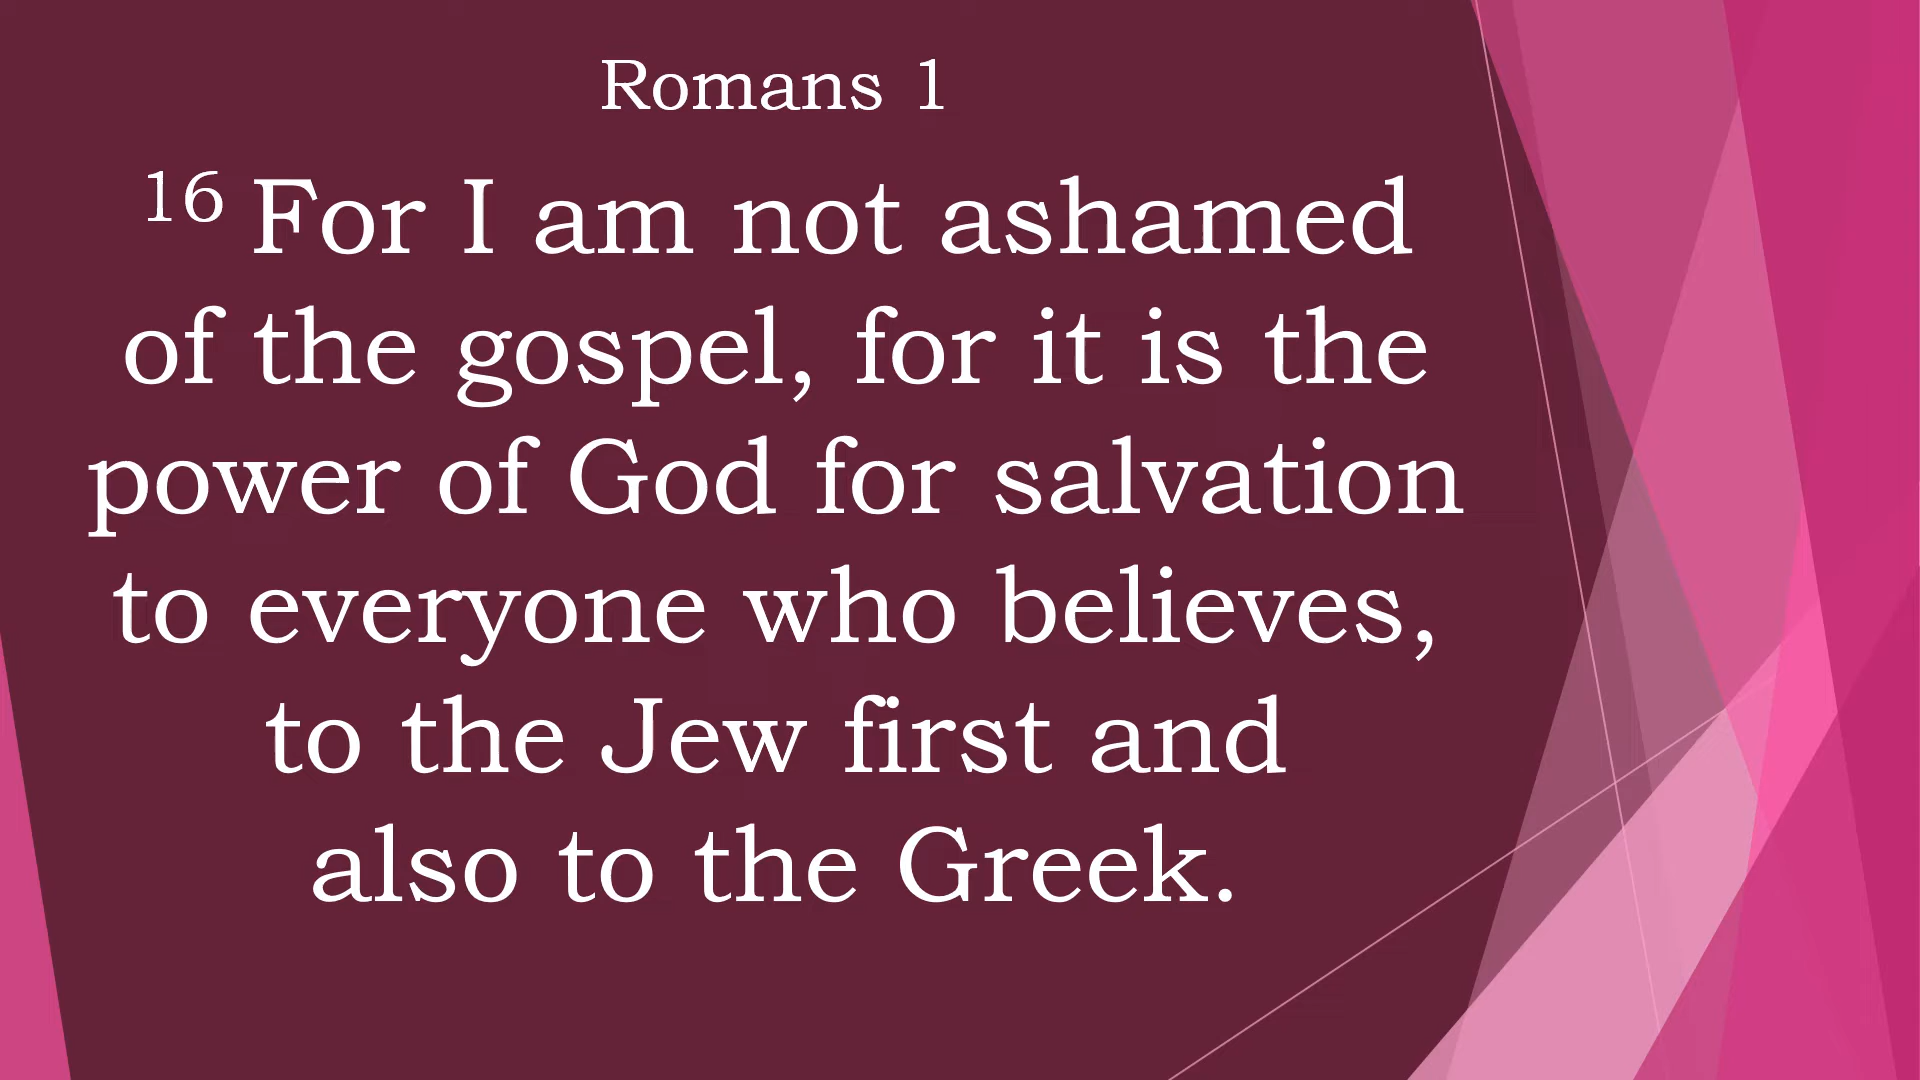 Romans 1
16 For I am not ashamed
of the gospel, for it is the
power of God for salvation
to everyone who believes,
to the Jew first and
also to the Greek.